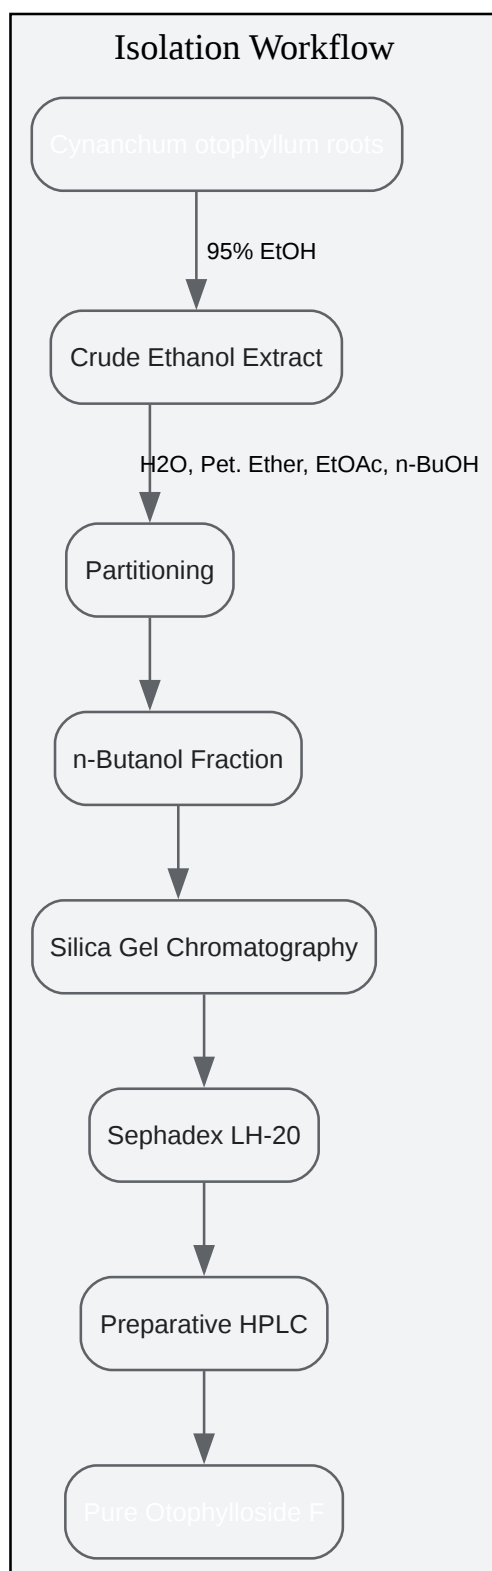 Isolation Workflow
Cynanchum otophyllum roots
95% EtOH
Crude Ethanol Extract
H2O, Pet. Ether, EtOAc, n-BuOH
Partitioning
n-Butanol Fraction
Silica Gel Chromatography
Sephadex LH-20
Preparative HPLC
Pure Otophylloside F